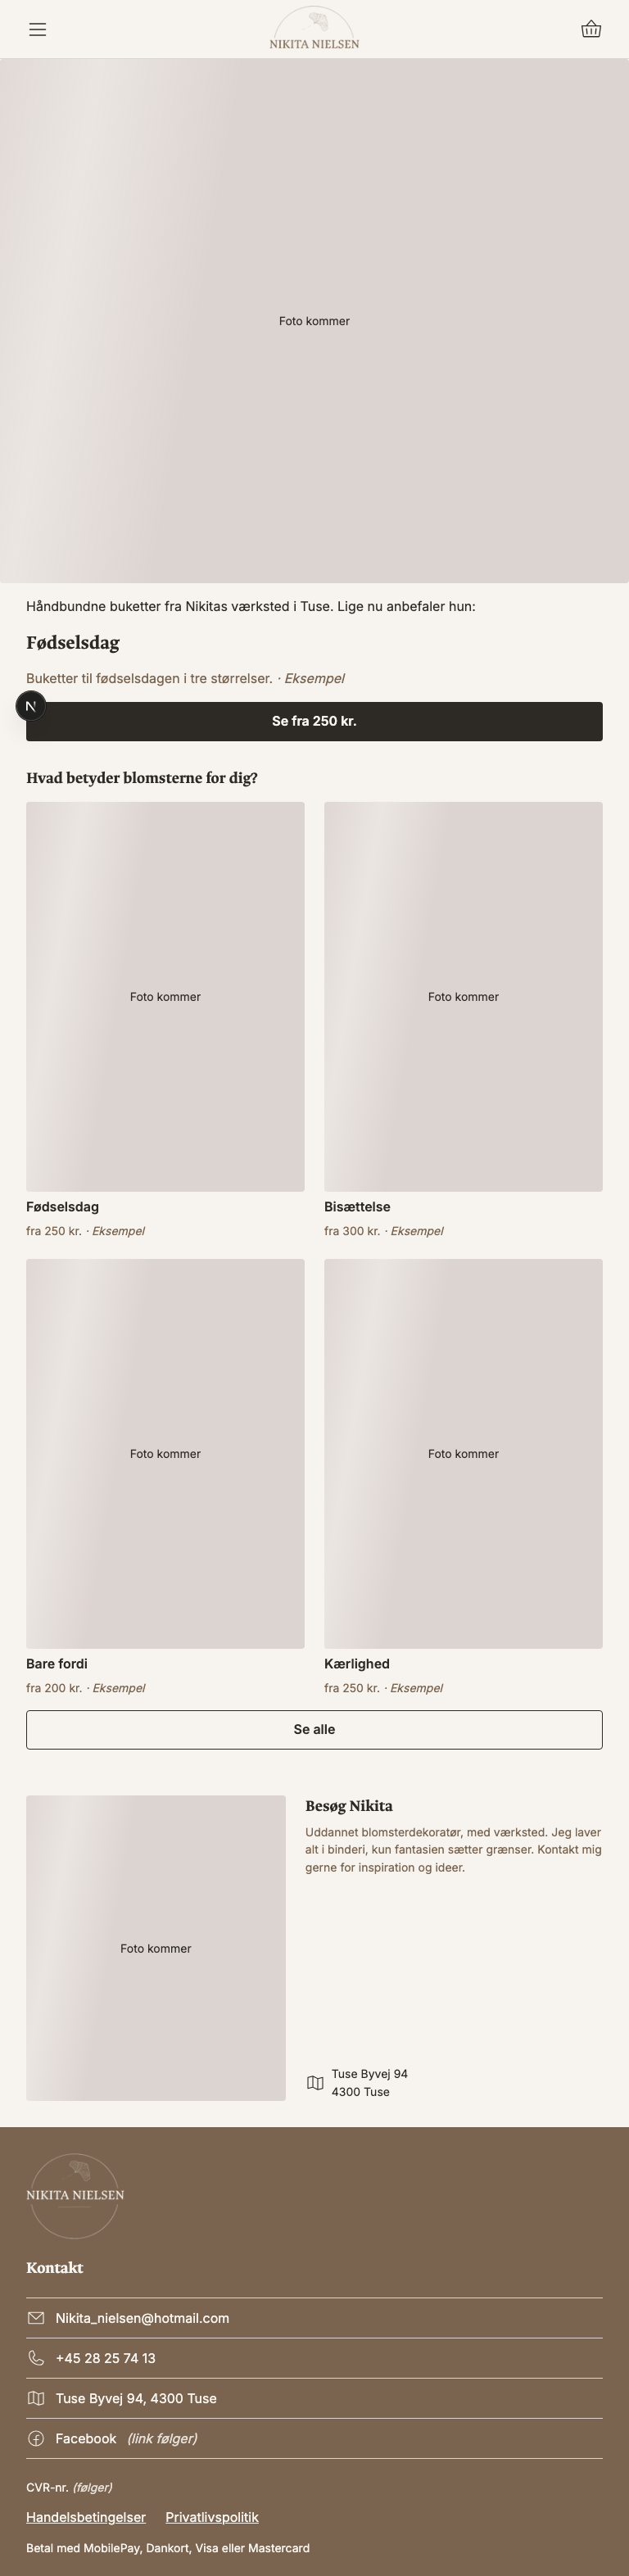 NIKITA NIELSEN
Foto kommer
Håndbundne buketter fra Nikitas værksted i Tuse. Lige nu anbefaler hun:
Fødselsdag
Buketter til fødselsdagen i tre størrelser. · Eksempel
N
Se fra 250 kr.
Hvad betyder blomsterne for dig?
Foto kommer
Foto kommer
Fødselsdag
Bisættelse
fra 250 kr. · Eksempel
fra 300 kr. · Eksempel
Foto kommer
Foto kommer
Bare fordi
Kærlighed
fra 200 kr. · Eksempel
fra 250 kr. · Eksempel
Se alle
Foto kommer
Besøg Nikita
Uddannet blomsterdekoratør, med værksted. Jeg laver
alt i binderi, kun fantasien sætter grænser. Kontakt mig
gerne for inspiration og ideer.
Tuse Byvej 94
4300 Tuse
NIKITA NIELSEN
Kontakt
Nikita_nielsen@hotmail.com
+45 28 25 74 13
Tuse Byvej 94, 4300 Tuse
Facebook (link følger)
CVR-nr. (følger)
Handelsbetingelser Privatlivspolitik
Betal med MobilePay, Dankort, Visa eller Mastercard